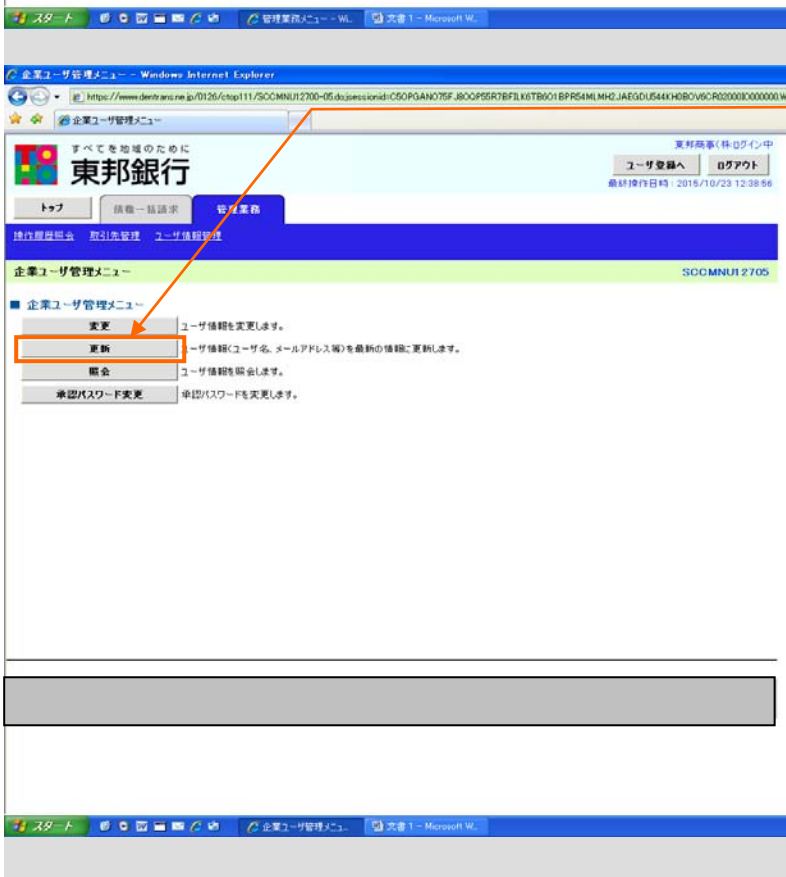 スタート 管理業務メニュー - Wi... 文書 1 - Microsoft W...
企業ユーザ管理メニュー - Windows Internet Explorer
企業ユーザ管理メニュー
東邦商事(株)ログイン中
すべてを地域のために
東邦銀行
ユーザ登録へ ログアウト
最終操作日時：2015/10/23 12:38:56
トップ 債権一括請求 管理業務
操作履歴照会 取引先管理 ユーザ情報管理
企業ユーザ管理メニュー SCCMNU12705
■ 企業ユーザ管理メニュー
変更 ユーザ情報を変更します。
更新 ユーザ情報(ユーザ名、メールアドレス等)を最新の情報に更新します。
照会 ユーザ情報を照会します。
承認パスワード変更 承認パスワードを変更します。
スタート 企業ユーザ管理メニュ... 文書 1 - Microsoft W...